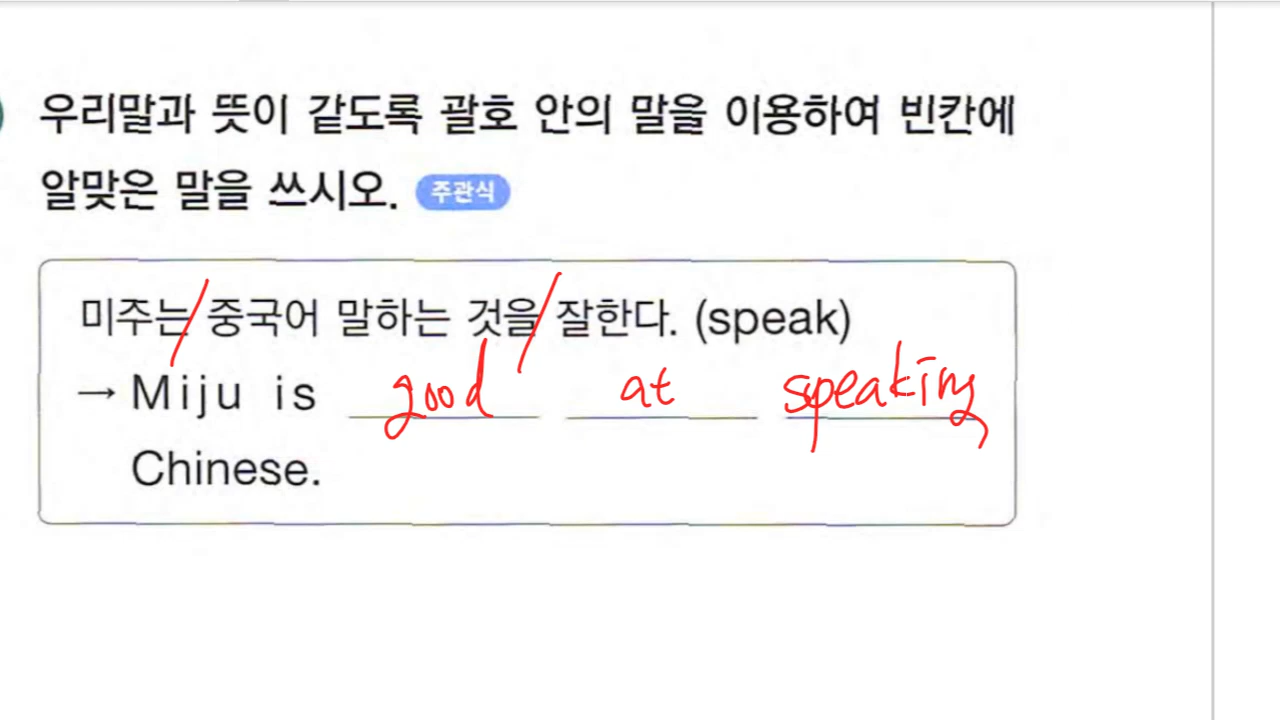 우리말과 뜻이 같도록 괄호 안의 말을 이용하여 빈칸에
알맞은 말을 쓰시오. 주관식
미주는/중국어 말하는 것을/잘한다. (speak)
→ Miju is good at speaking
Chinese.